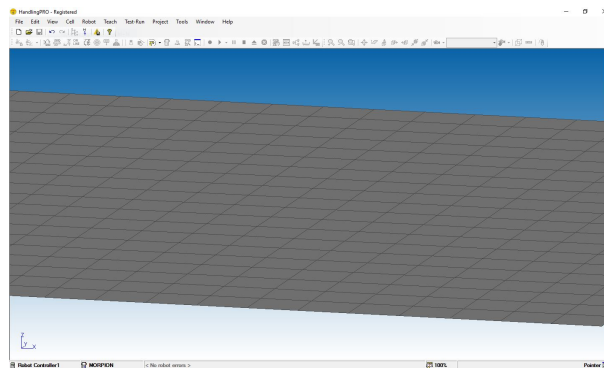 HandlingPRO - Registered
File Edit View Cell Robot Teach Test-Run Project Tools Window Help
Z
Y X
Robot Controller1 MORPION < No robot errors > 100% Pointer